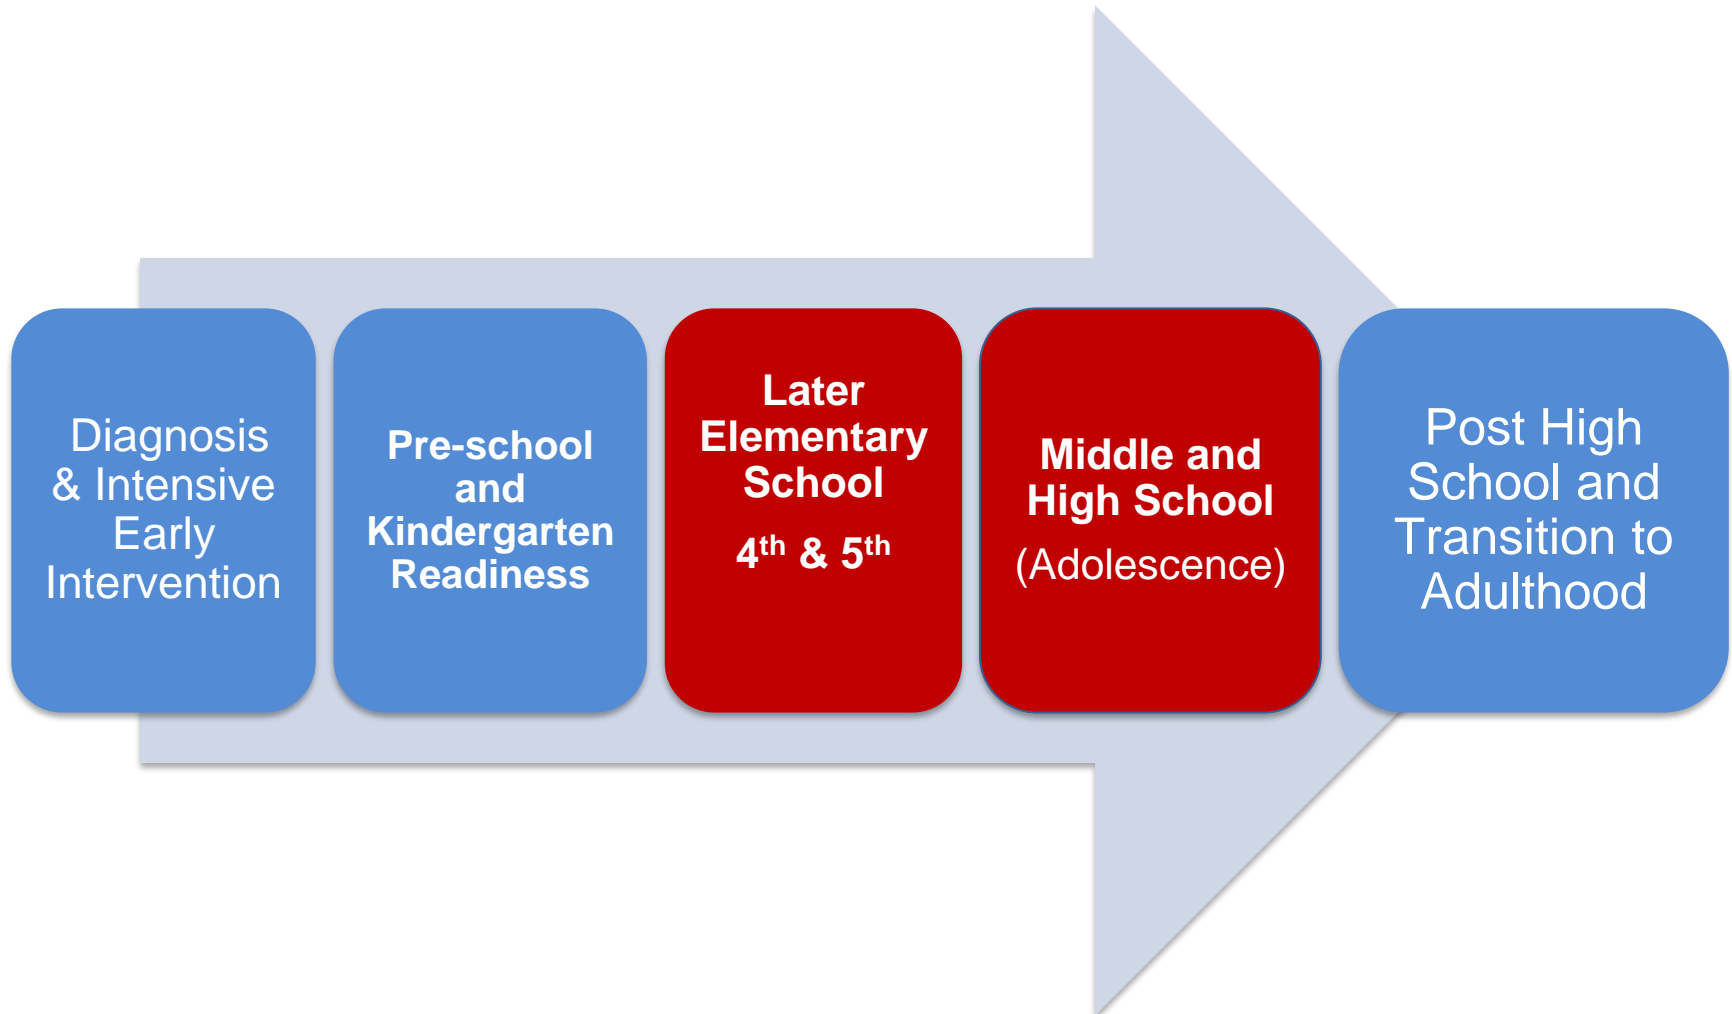 Diagnosis
& Intensive
Early
Intervention
Pre-school
and
Kindergarten
Readiness
Later
Elementary
School
4th & 5th
Middle and
High School
(Adolescence)
Post High
School and
Transition to
Adulthood